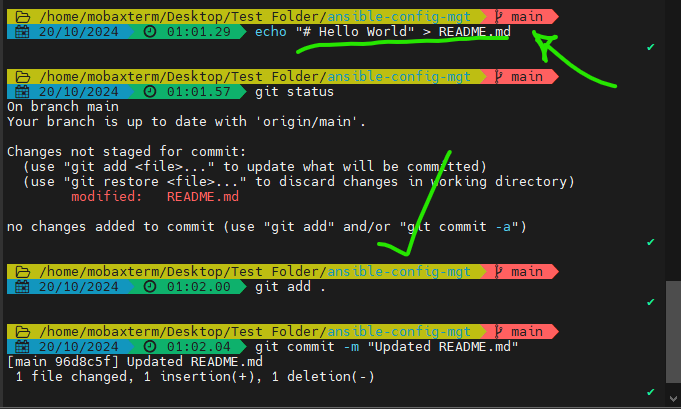 /home/mobaxterm/Desktop/Test Folder/ansible-config-mgt main
20/10/2024 01:01.29 echo "# Hello World" > README.md
/home/mobaxterm/Desktop/Test Folder/ansible-config-mgt main
20/10/2024 01:01.57 git status
On branch main
Your branch is up to date with 'origin/main'.
Changes not staged for commit:
(use "git add <file>..." to update what will be committed)
(use "git restore <file>..." to discard changes in working directory)
modified: README.md
no changes added to commit (use "git add" and/or "git commit -a")
/home/mobaxterm/Desktop/Test Folder/ansible-config-mgt main
20/10/2024 01:02.00 git add .
/home/mobaxterm/Desktop/Test Folder/ansible-config-mgt main
20/10/2024 01:02.04 git commit -m "Updated README.md"
[main 96d8c5f] Updated README.md
1 file changed, 1 insertion(+), 1 deletion(-)